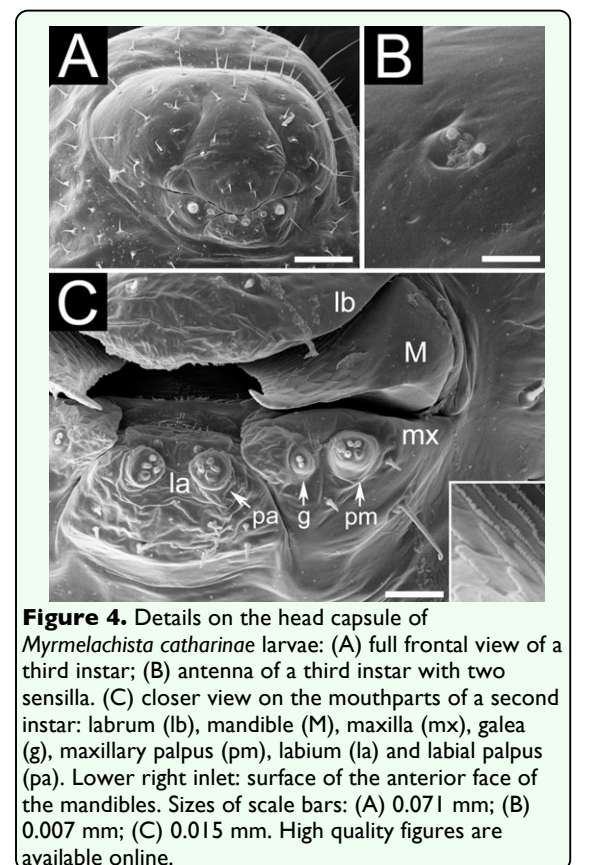 A
B
C
lb
M
mx
la
pa
g
pm
Figure 4. Details on the head capsule of
Myrmelachista catharinae larvae: (A) full frontal view of a
third instar; (B) antenna of a third instar with two
sensilla. (C) closer view on the mouthparts of a second
instar: labrum (lb), mandible (M), maxilla (mx), galea
(g), maxillary palpus (pm), labium (la) and labial palpus
(pa). Lower right inlet: surface of the anterior face of
the mandibles. Sizes of scale bars: (A) 0.071 mm; (B)
0.007 mm; (C) 0.015 mm. High quality figures are
available online.